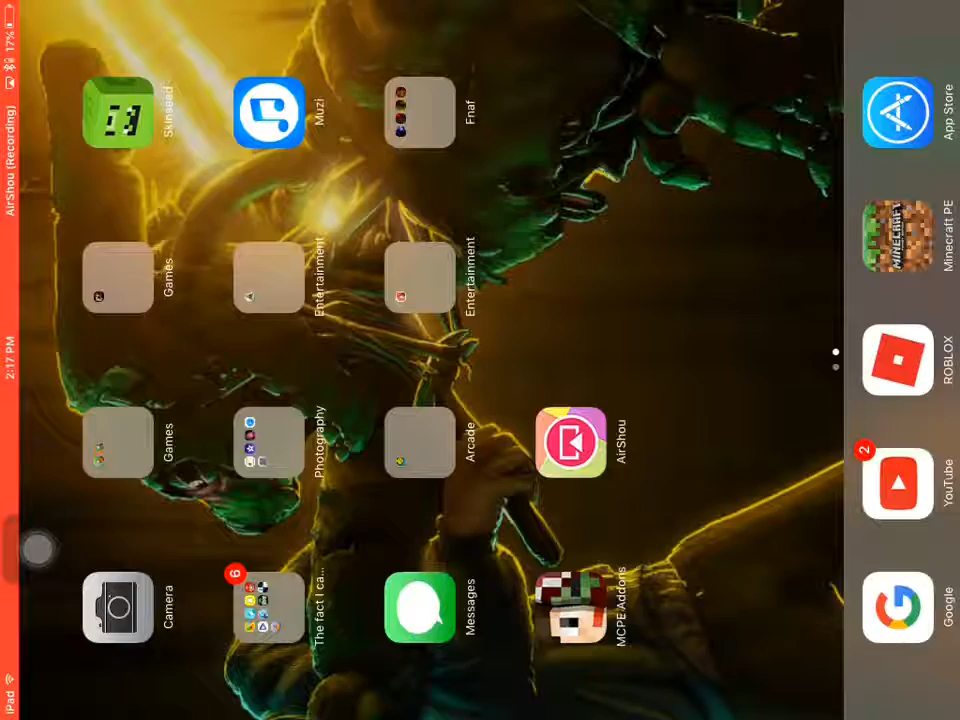 iPad
2:17 PM
AirShou (Recording)
17%
Camera
Games
Games
Skinseed
6
The fact I ca...
Photography
Entertainment
Muzi
Messages
Arcade
Entertainment
Fnaf
MCPE Addons
AirShou
Google
2
YouTube
ROBLOX
MINECRAFT
Minecraft PE
App Store